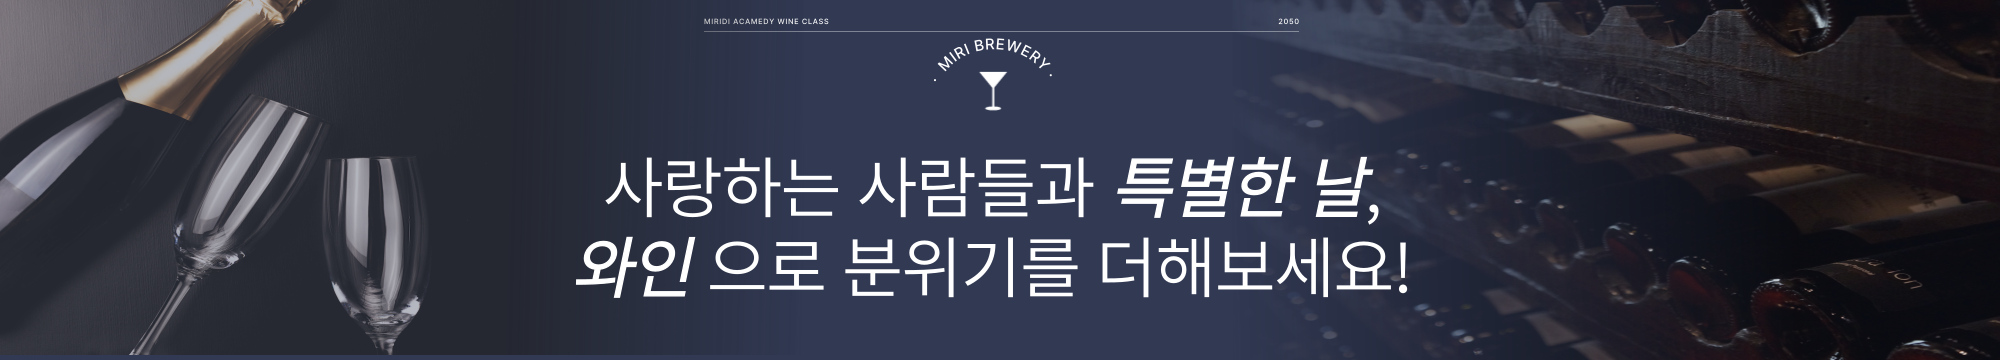 MIRIDI ACAMEDY WINE CLASS 2050
· MIRI BREWERY ·
사랑하는 사람들과 특별한 날,
와인 으로 분위기를 더해보세요!